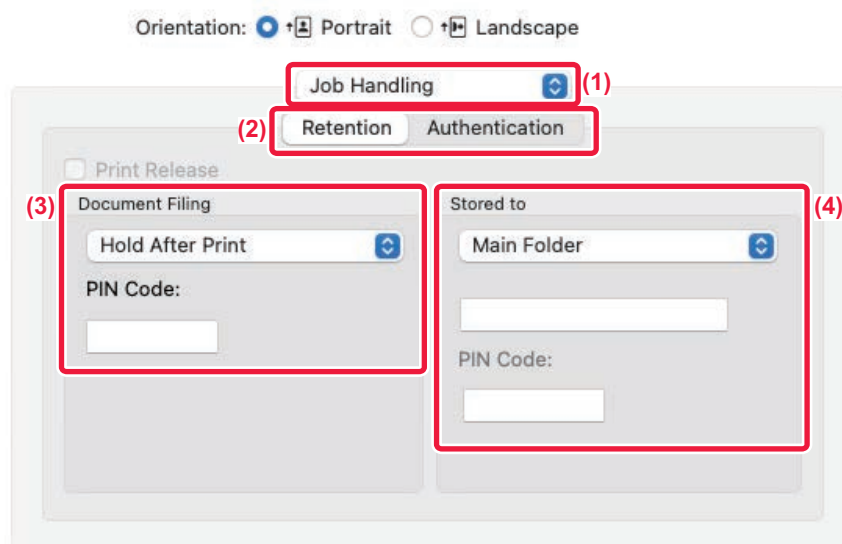 Orientation: Portrait Landscape
Job Handling (1)
(2) Retention Authentication
Print Release
(3) Document Filing Stored to (4)
Hold After Print Main Folder
PIN Code:
PIN Code: